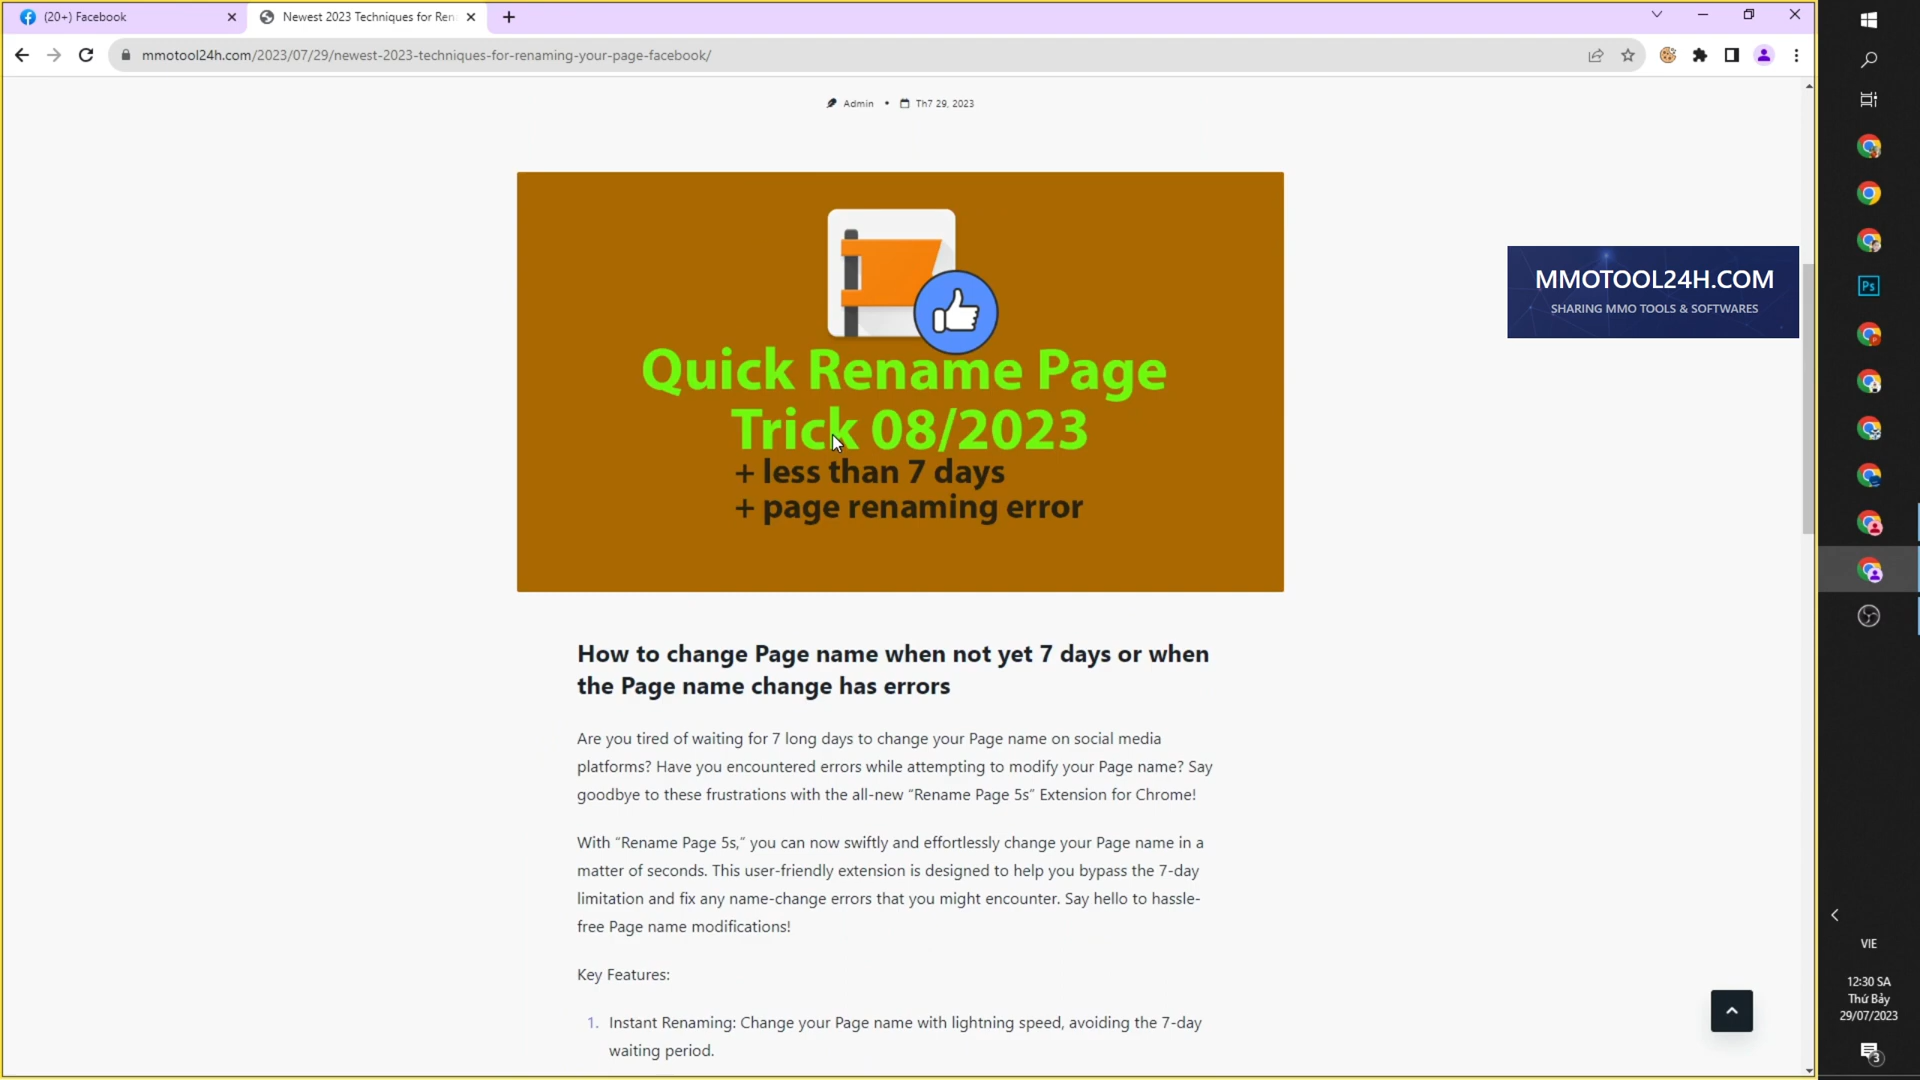 (20+) Facebook
Newest 2023 Techniques for Ren
mmotool24h.com/2023/07/29/newest-2023-techniques-for-renaming-your-page-facebook/
Admin • Th7 29, 2023
Quick Rename Page
Trick 08/2023
+ less than 7 days
+ page renaming error
MMOTOOL24H.COM
SHARING MMO TOOLS & SOFTWARES
Ps
How to change Page name when not yet 7 days or when
the Page name change has errors
Are you tired of waiting for 7 long days to change your Page name on social media
platforms? Have you encountered errors while attempting to modify your Page name? Say
goodbye to these frustrations with the all-new “Rename Page 5s” Extension for Chrome!
With “Rename Page 5s,” you can now swiftly and effortlessly change your Page name in a
matter of seconds. This user-friendly extension is designed to help you bypass the 7-day
limitation and fix any name-change errors that you might encounter. Say hello to hassle-
free Page name modifications!
Key Features:
1. Instant Renaming: Change your Page name with lightning speed, avoiding the 7-day
waiting period.
VIE
12:30 SA
Thứ Bảy
29/07/2023
3